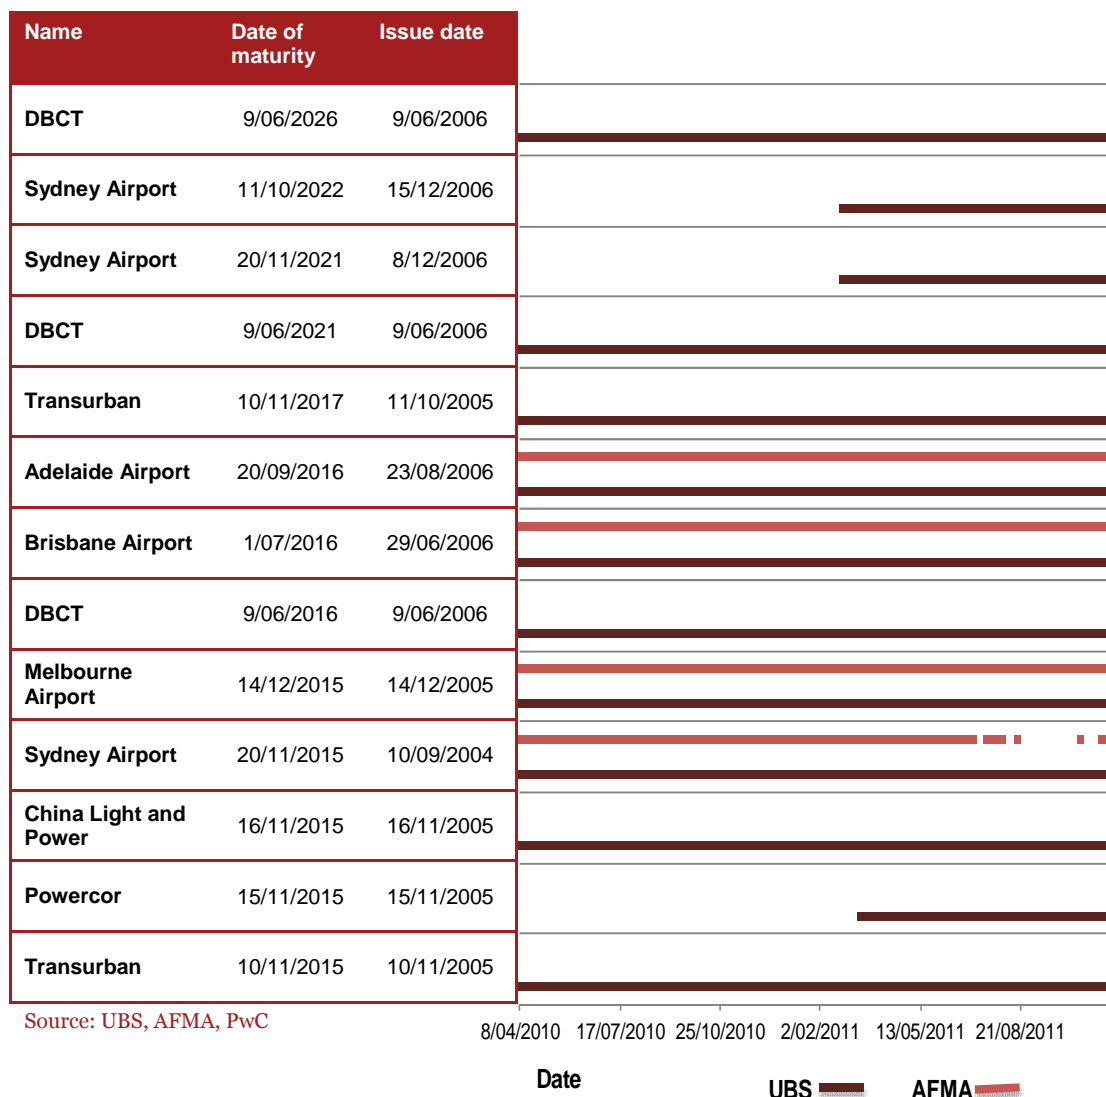 Name Date of maturity Issue date
DBCT 9/06/2026 9/06/2006
Sydney Airport 11/10/2022 15/12/2006
Sydney Airport 20/11/2021 8/12/2006
DBCT 9/06/2021 9/06/2006
Transurban 10/11/2017 11/10/2005
Adelaide Airport 20/09/2016 23/08/2006
Brisbane Airport 1/07/2016 29/06/2006
DBCT 9/06/2016 9/06/2006
Melbourne Airport 14/12/2015 14/12/2005
Sydney Airport 20/11/2015 10/09/2004
China Light and Power 16/11/2015 16/11/2005
Powercor 15/11/2015 15/11/2005
Transurban 10/11/2015 10/11/2005
Source: UBS, AFMA, PwC
8/04/2010 17/07/2010 25/10/2010 2/02/2011 13/05/2011 21/08/2011
Date
UBS AFMA